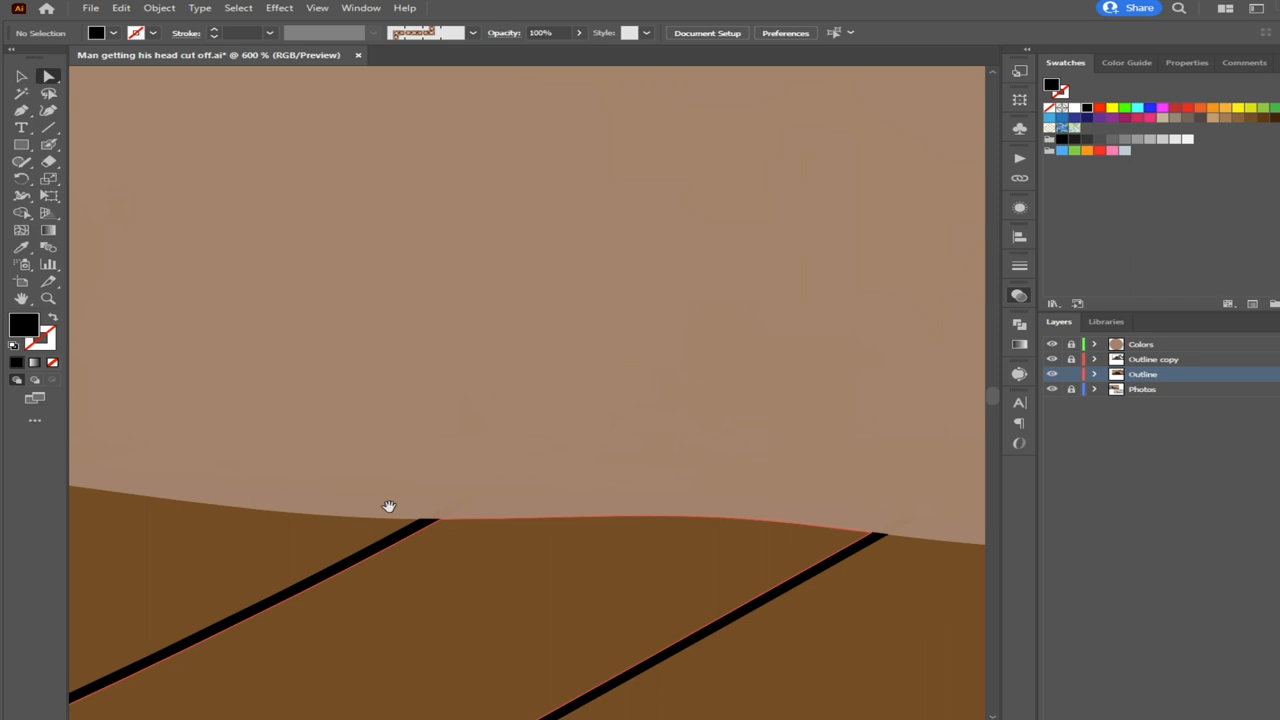 Ai File Edit Object Type Select Effect View Window Help Share
No Selection Stroke: Opacity: 100% Style: Document Setup Preferences
Man getting his head cut off.ai* @ 600 % (RGB/Preview)
Swatches Color Guide Properties Comments
Layers Libraries
Colors
Outline copy
Outline
Photos